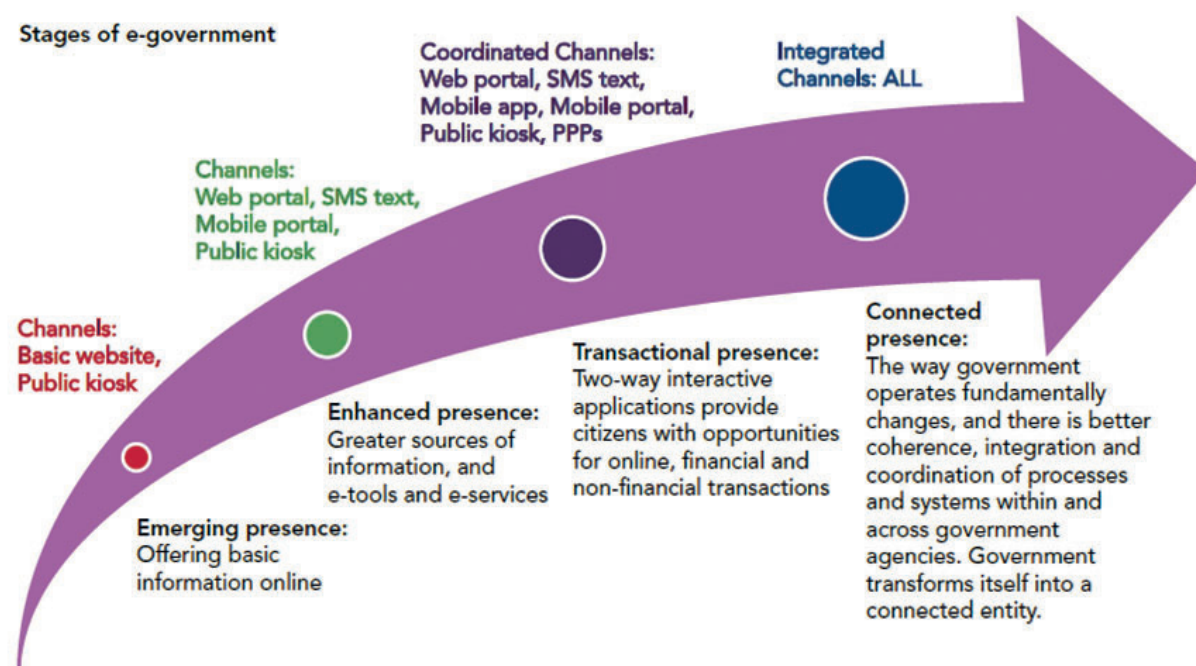 Stages of e-government
Channels:
Basic website,
Public kiosk
Emerging presence:
Offering basic
information online
Channels:
Web portal, SMS text,
Mobile portal,
Public kiosk
Enhanced presence:
Greater sources of
information, and
e-tools and e-services
Coordinated Channels:
Web portal, SMS text,
Mobile app, Mobile portal,
Public kiosk, PPPs
Transactional presence:
Two-way interactive
applications provide
citizens with opportunities
for online, financial and
non-financial transactions
Integrated
Channels: ALL
Connected
presence:
The way government
operates fundamentally
changes, and there is better
coherence, integration and
coordination of processes
and systems within and
across government
agencies. Government
transforms itself into a
connected entity.